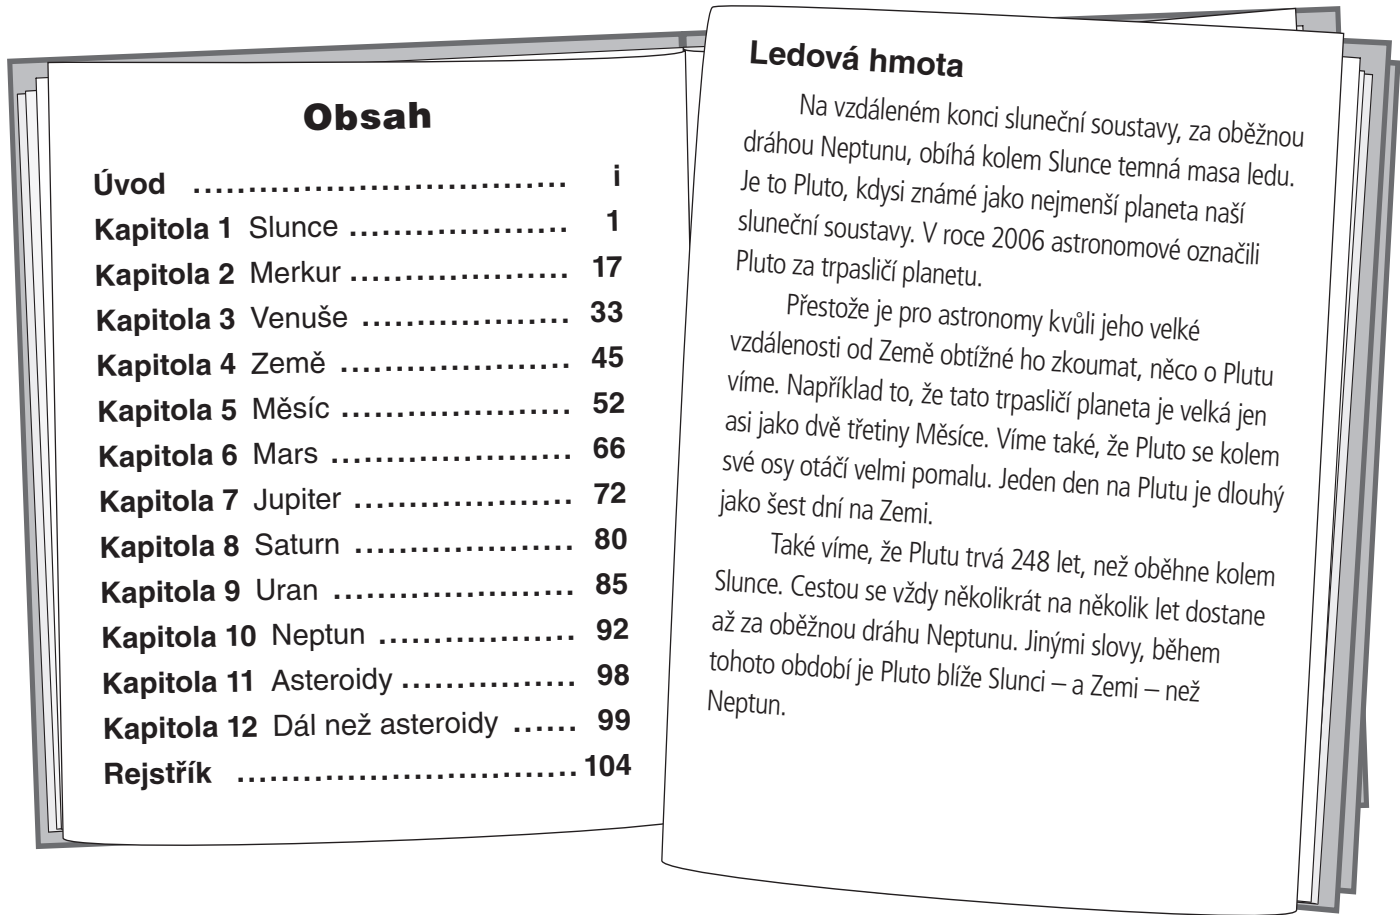 Obsah
Úvod .................................. i
Kapitola 1 Slunce .................... 1
Kapitola 2 Merkur .................... 17
Kapitola 3 Venuše ................... 33
Kapitola 4 Země ..................... 45
Kapitola 5 Měsíc ..................... 52
Kapitola 6 Mars ...................... 66
Kapitola 7 Jupiter .................... 72
Kapitola 8 Saturn .................... 80
Kapitola 9 Uran ...................... 85
Kapitola 10 Neptun .................. 92
Kapitola 11 Asteroidy ................ 98
Kapitola 12 Dál než asteroidy ...... 99
Rejstřík ............................... 104
Ledová hmota
Na vzdáleném konci sluneční soustavy, za oběžnou
dráhou Neptunu, obíhá kolem Slunce temná masa ledu.
Je to Pluto, kdysi známé jako nejmenší planeta naší
sluneční soustavy. V roce 2006 astronomové označili
Pluto za trpasličí planetu.
Přestože je pro astronomy kvůli jeho velké
vzdálenosti od Země obtížné ho zkoumat, něco o Plutu
víme. Například to, že tato trpasličí planeta je velká jen
asi jako dvě třetiny Měsíce. Víme také, že Pluto se kolem
své osy otáčí velmi pomalu. Jeden den na Plutu je dlouhý
jako šest dní na Zemi.
Také víme, že Plutu trvá 248 let, než oběhne kolem
Slunce. Cestou se vždy několikrát na několik let dostane
až za oběžnou dráhu Neptunu. Jinými slovy, během
tohoto období je Pluto blíže Slunci – a Zemi – než
Neptun.